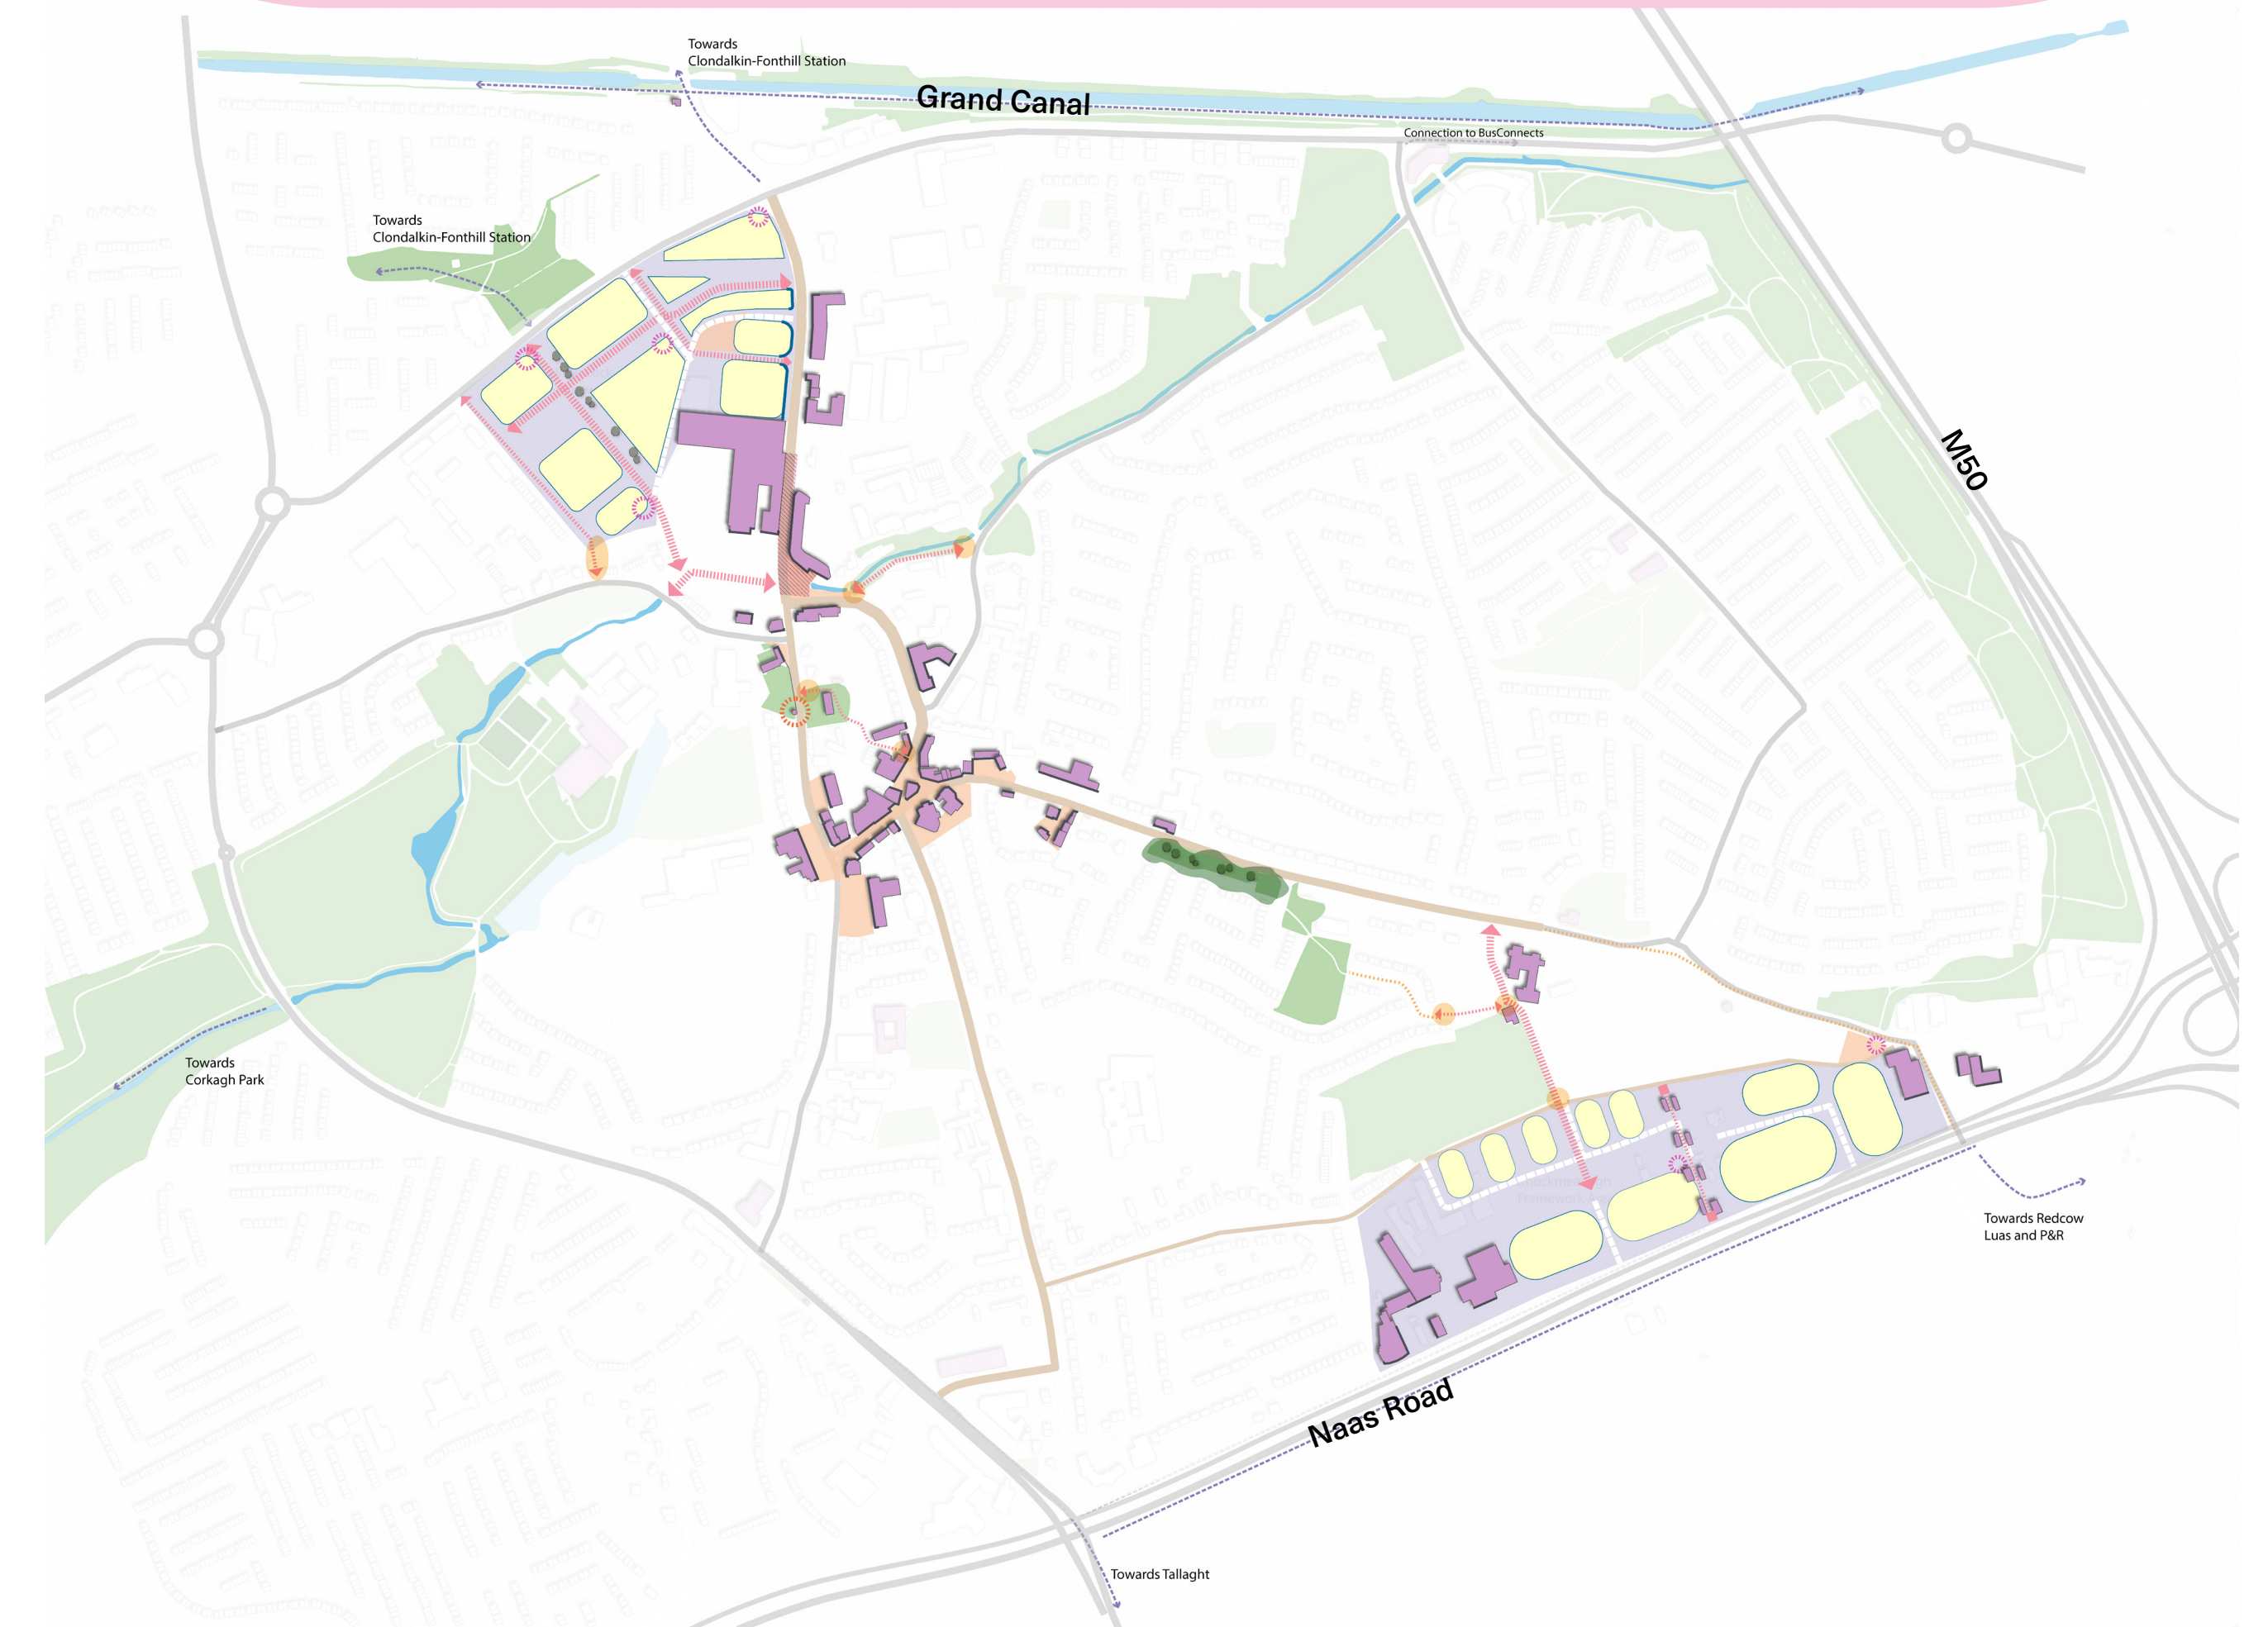 Towards
Clondalkin-Fonthill Station
Grand Canal
Connection to BusConnects
Towards
Clondalkin-Fonthill Station
M50
Towards
Corkagh Park
Framework
Towards Redcow
Luas and P&R
Naas Road
Towards Tallaght